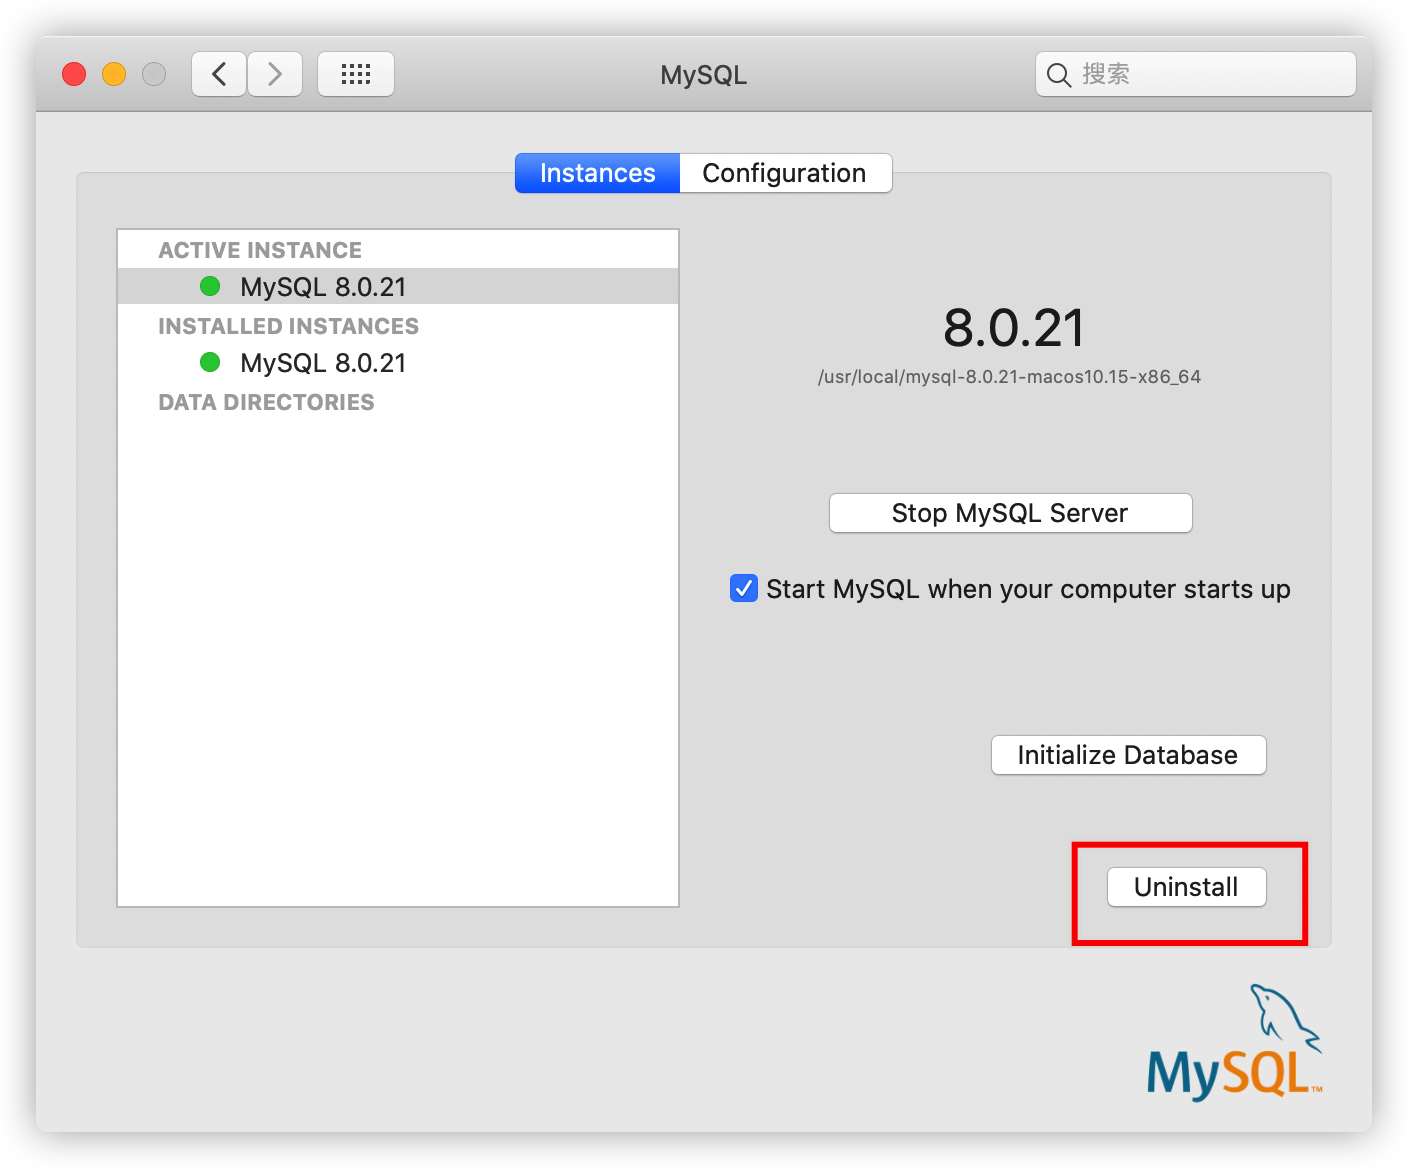 MySQL
搜索
Instances
Configuration
ACTIVE INSTANCE
MySQL 8.0.21
INSTALLED INSTANCES
MySQL 8.0.21
DATA DIRECTORIES
8.0.21
/usr/local/mysql-8.0.21-macos10.15-x86_64
Stop MySQL Server
Start MySQL when your computer starts up
Initialize Database
Uninstall
MySQL™